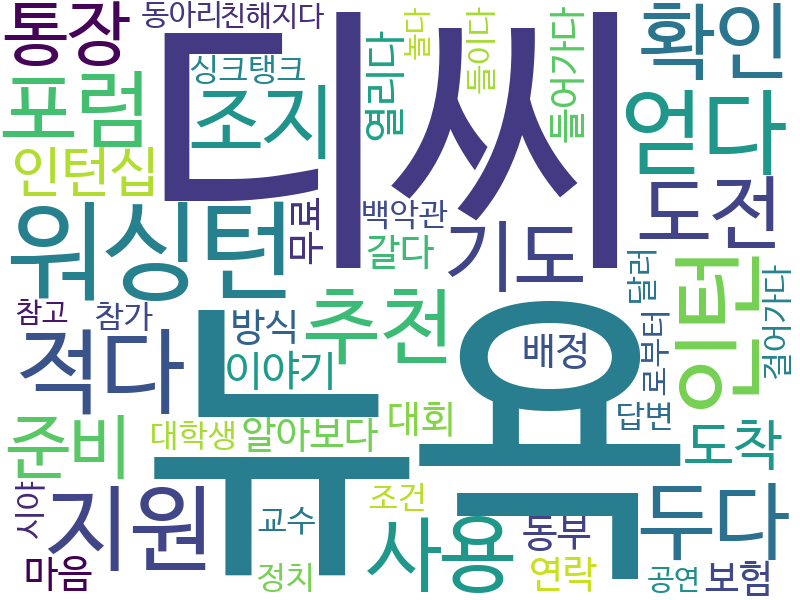 통장
동아리
친해지다
놀다
들이다
들어가다
확인
포럼
싱크탱크
조지
열리다
디씨
얻다
인턴십
도전
워싱턴
무료
백악관
갈다
기도
인턴
달러
걸어가다
참고
참가
방식
추천
배정
로부터
적다
이야기
뉴욕
답변
준비
대학생
알아보다
대회
도착
시야
지원
교수
조건
사용
동부
두다
마음
정치
연락
공연
보험